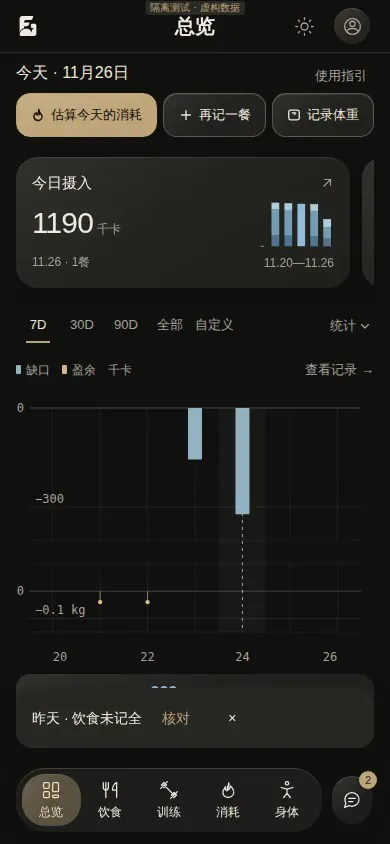 隔离测试 · 虚构数据
总览
今天 · 11月26日
使用指引
估算今天的消耗
再记一餐
记录体重
今日摄入
1190 千卡
11.26 · 1餐
11.20—11.26
7D 30D 90D 全部 自定义 统计
缺口 盈余 千卡 查看记录 →
0
−300
0
−0.1 kg
20 22 24 26
昨天 · 饮食未记全 核对 ×
2
总览 饮食 训练 消耗 身体